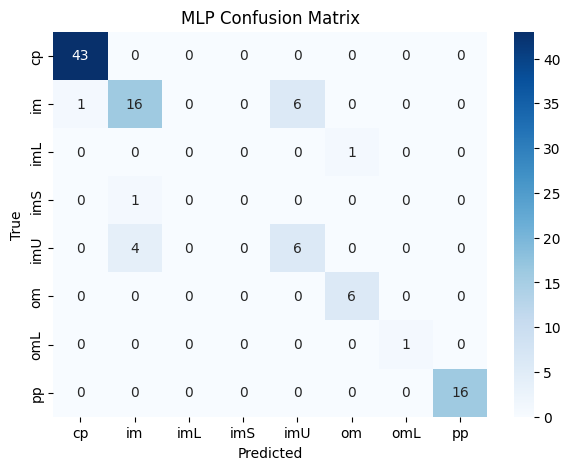 MLP Confusion Matrix
cp 43 0 0 0 0 0 0 0
im 1 16 0 0 6 0 0 0
imL 0 0 0 0 0 1 0 0
imS 0 1 0 0 0 0 0 0
imU 0 4 0 0 6 0 0 0
om 0 0 0 0 0 6 0 0
omL 0 0 0 0 0 0 1 0
pp 0 0 0 0 0 0 0 16
cp im imL imS imU om omL pp
Predicted
True
40
35
30
25
20
15
10
5
0